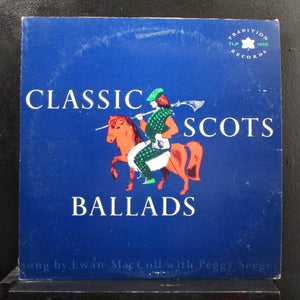 TRADITION
TLP
RECORDS
CLASSIC
SCOTS
BALLADS
sung by Ewan MacColl with Peggy Seeger